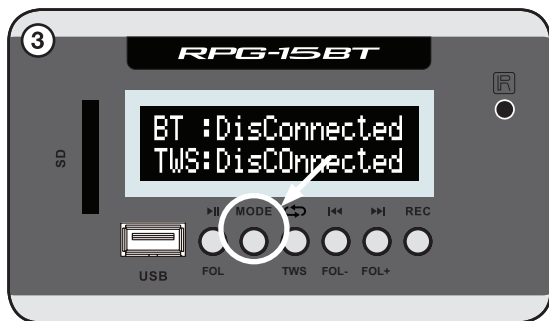 3
RPG-15BT
R
SD
BT :DisConnected
TWS:DisCOnnected
MODE REC
USB
FOL TWS FOL- FOL+